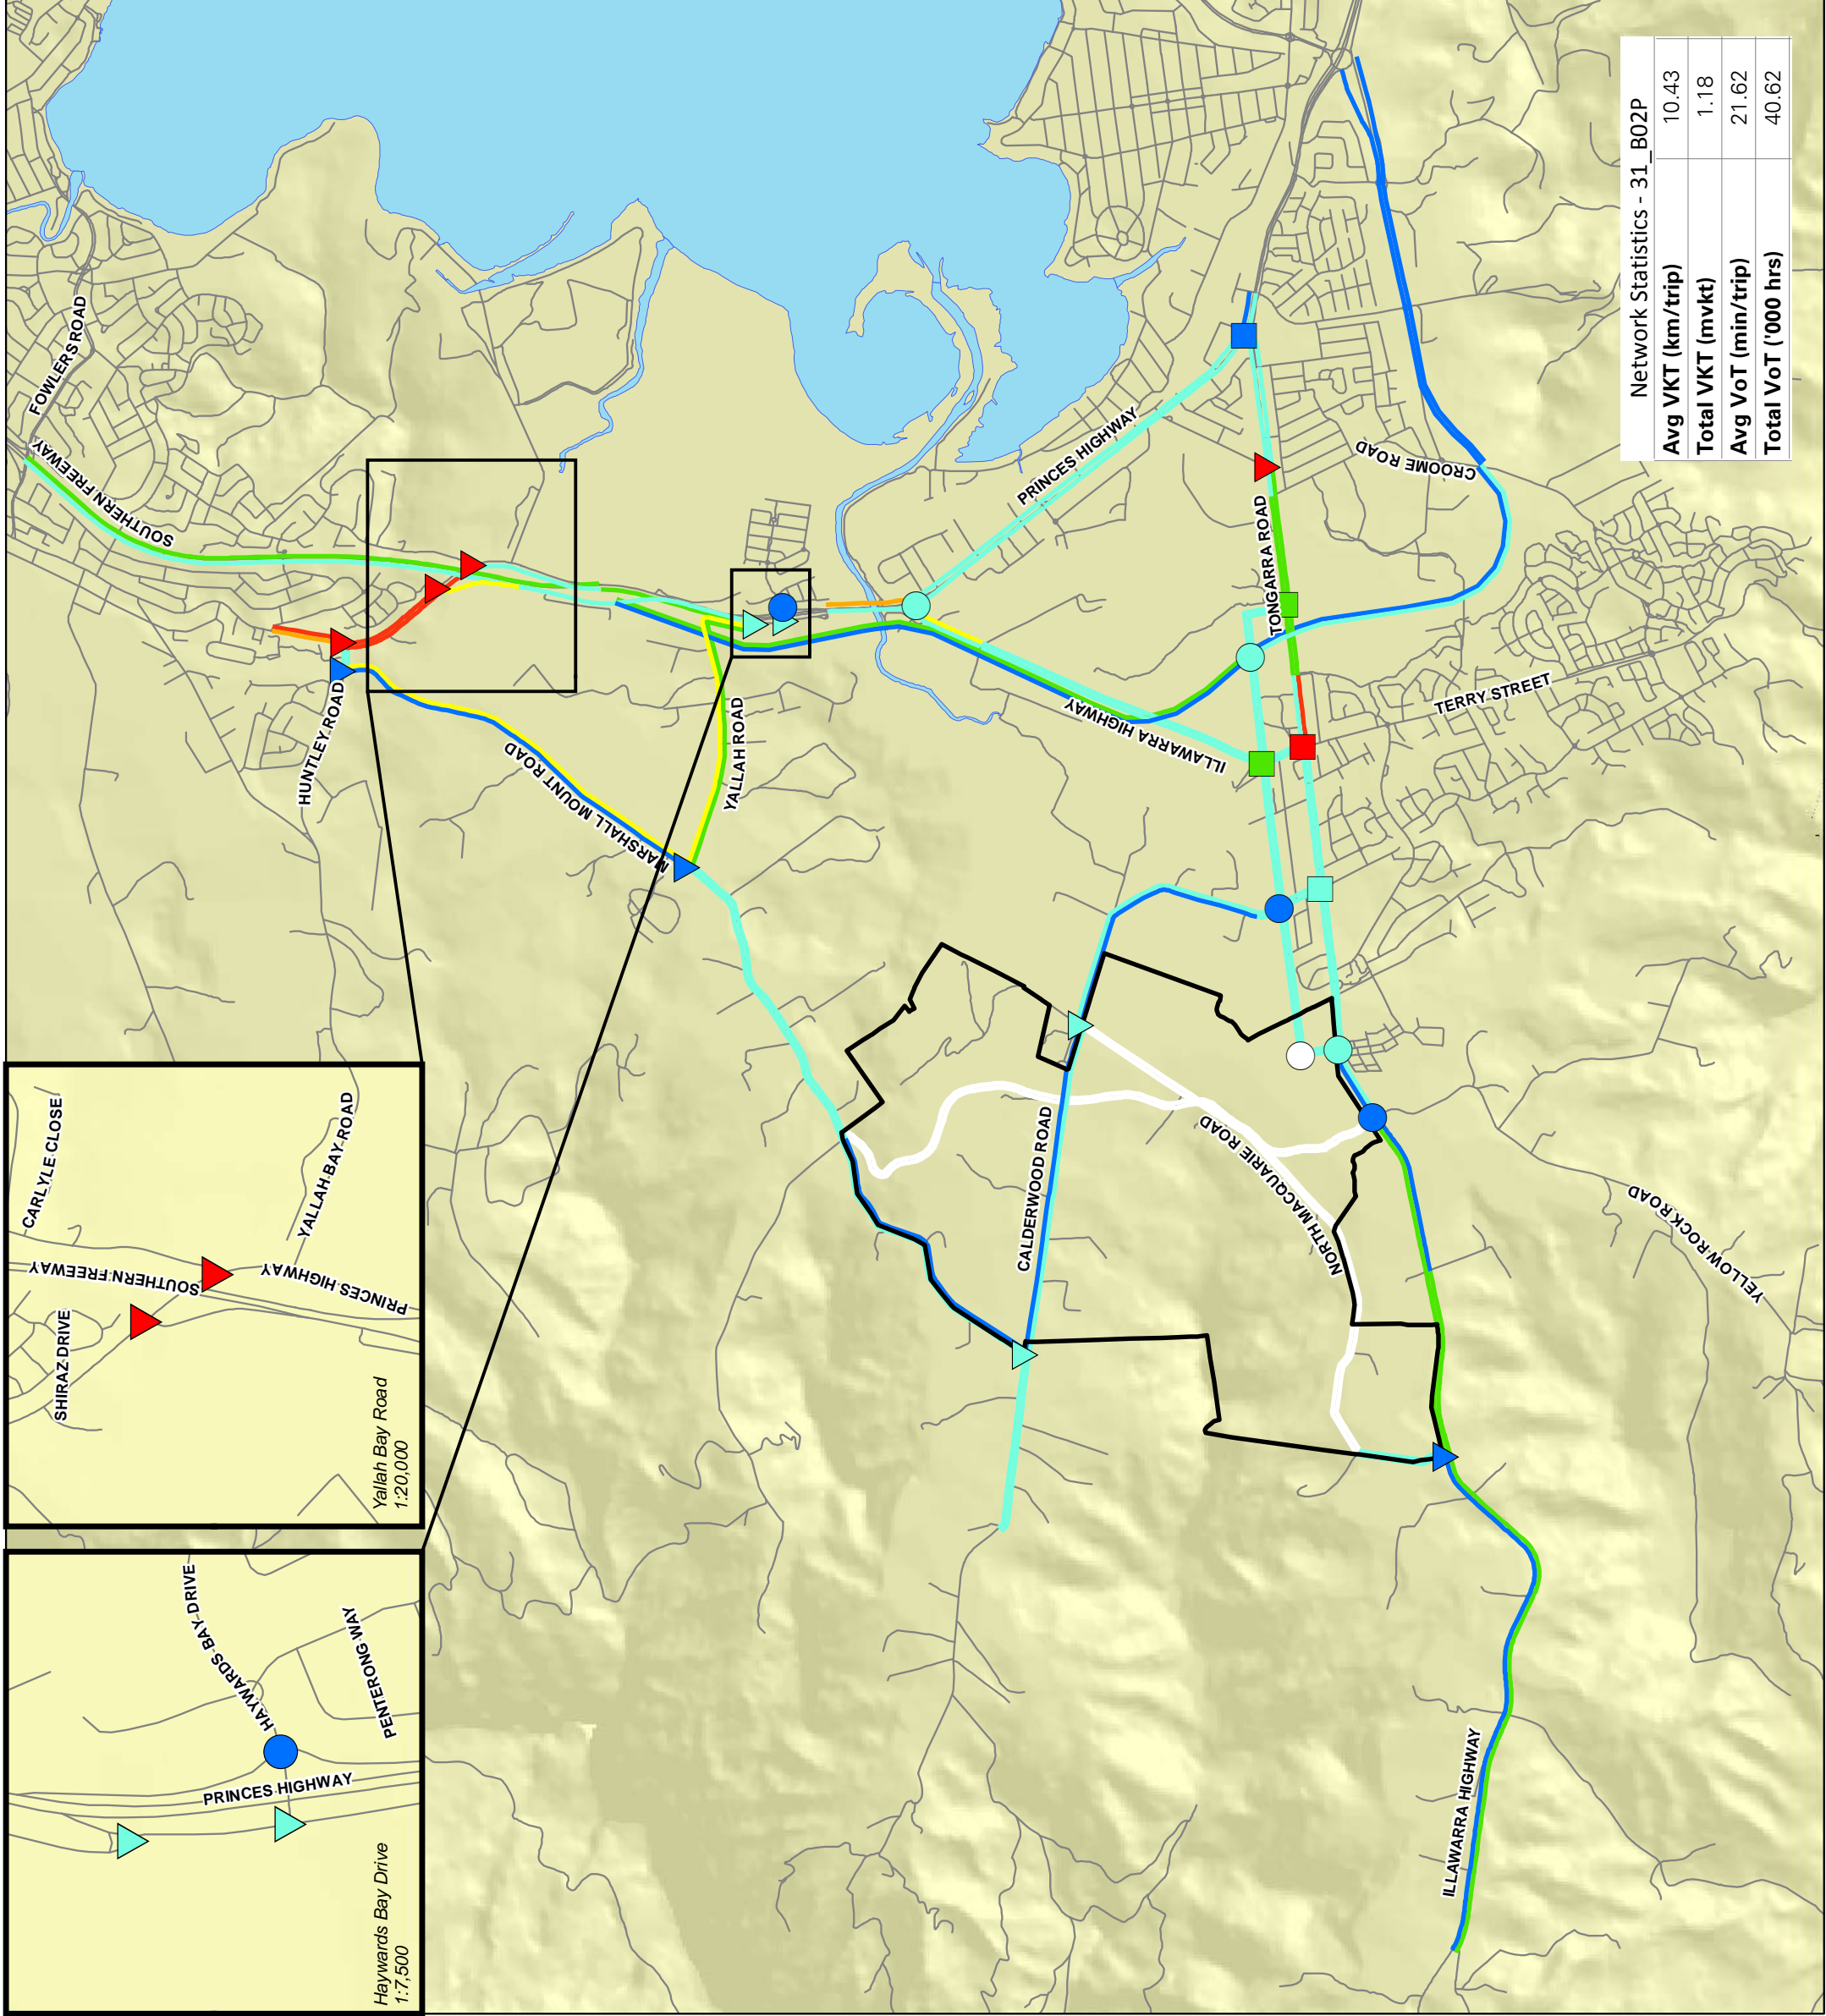 Haywards Bay Drive
1:7,500
HAYWARDS BAY DRIVE
PENTERONG WAY
PRINCES HIGHWAY
Yallah Bay Road
1:20,000
CARLYLE CLOSE
YALLAH BAY ROAD
SOUTHERN FREEWAY
PRINCES HIGHWAY
SHIRAZ DRIVE
FOWLERS ROAD
SOUTHERN FREEWAY
HUNTLEY ROAD
MARSHALL MOUNT ROAD
YALLAH ROAD
PRINCES HIGHWAY
ILLAWARRA HIGHWAY
TONGARRA ROAD
CROOME ROAD
TERRY STREET
CALDERWOOD ROAD
NORTH MACQUARIE ROAD
YELLOW ROCK ROAD
ILLAWARRA HIGHWAY
Network Statistics - 31_B02P
Avg VKT (km/trip) 10.43
Total VKT (mvkt) 1.18
Avg VoT (min/trip) 21.62
Total VoT ('000 hrs) 40.62